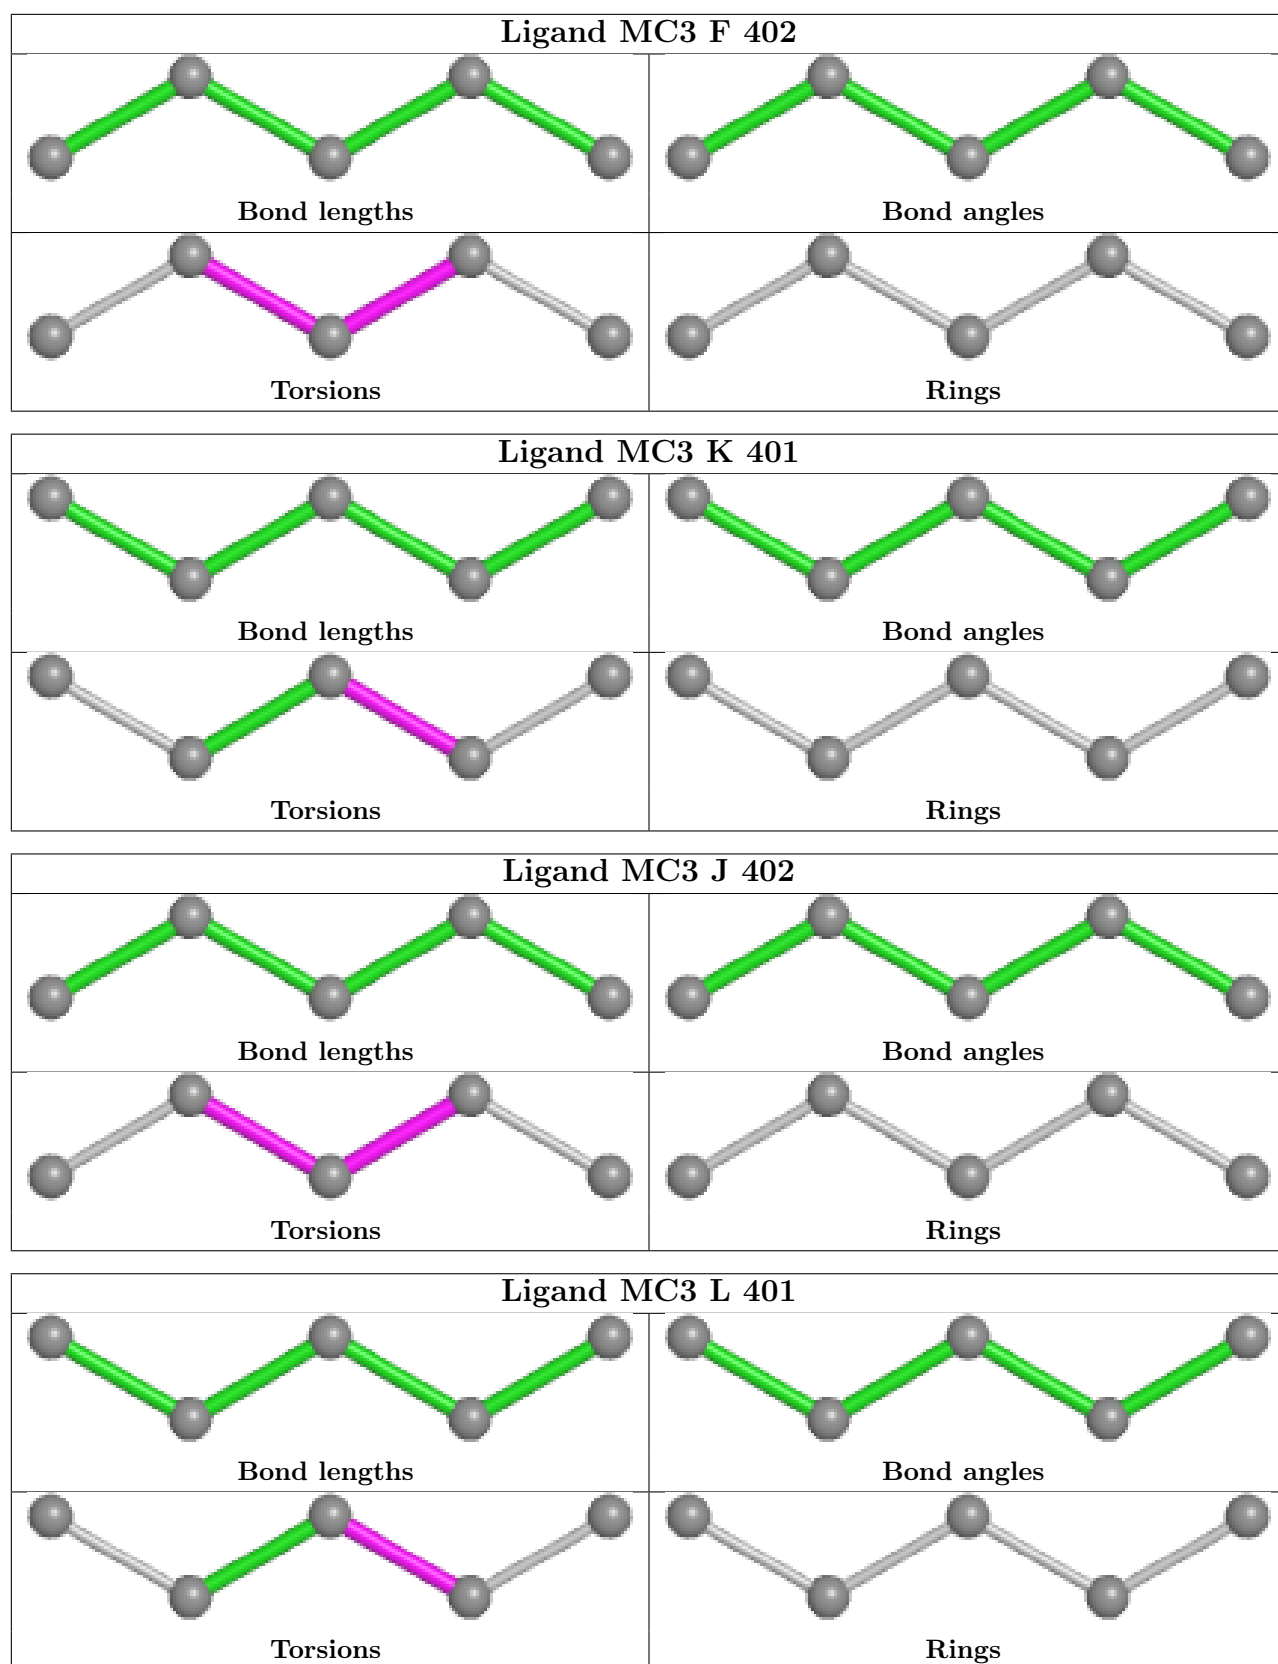 Ligand MC3 F 402
Bond lengths Bond angles
Torsions Rings
Ligand MC3 K 401
Bond lengths Bond angles
Torsions Rings
Ligand MC3 J 402
Bond lengths Bond angles
Torsions Rings
Ligand MC3 L 401
Bond lengths Bond angles
Torsions Rings